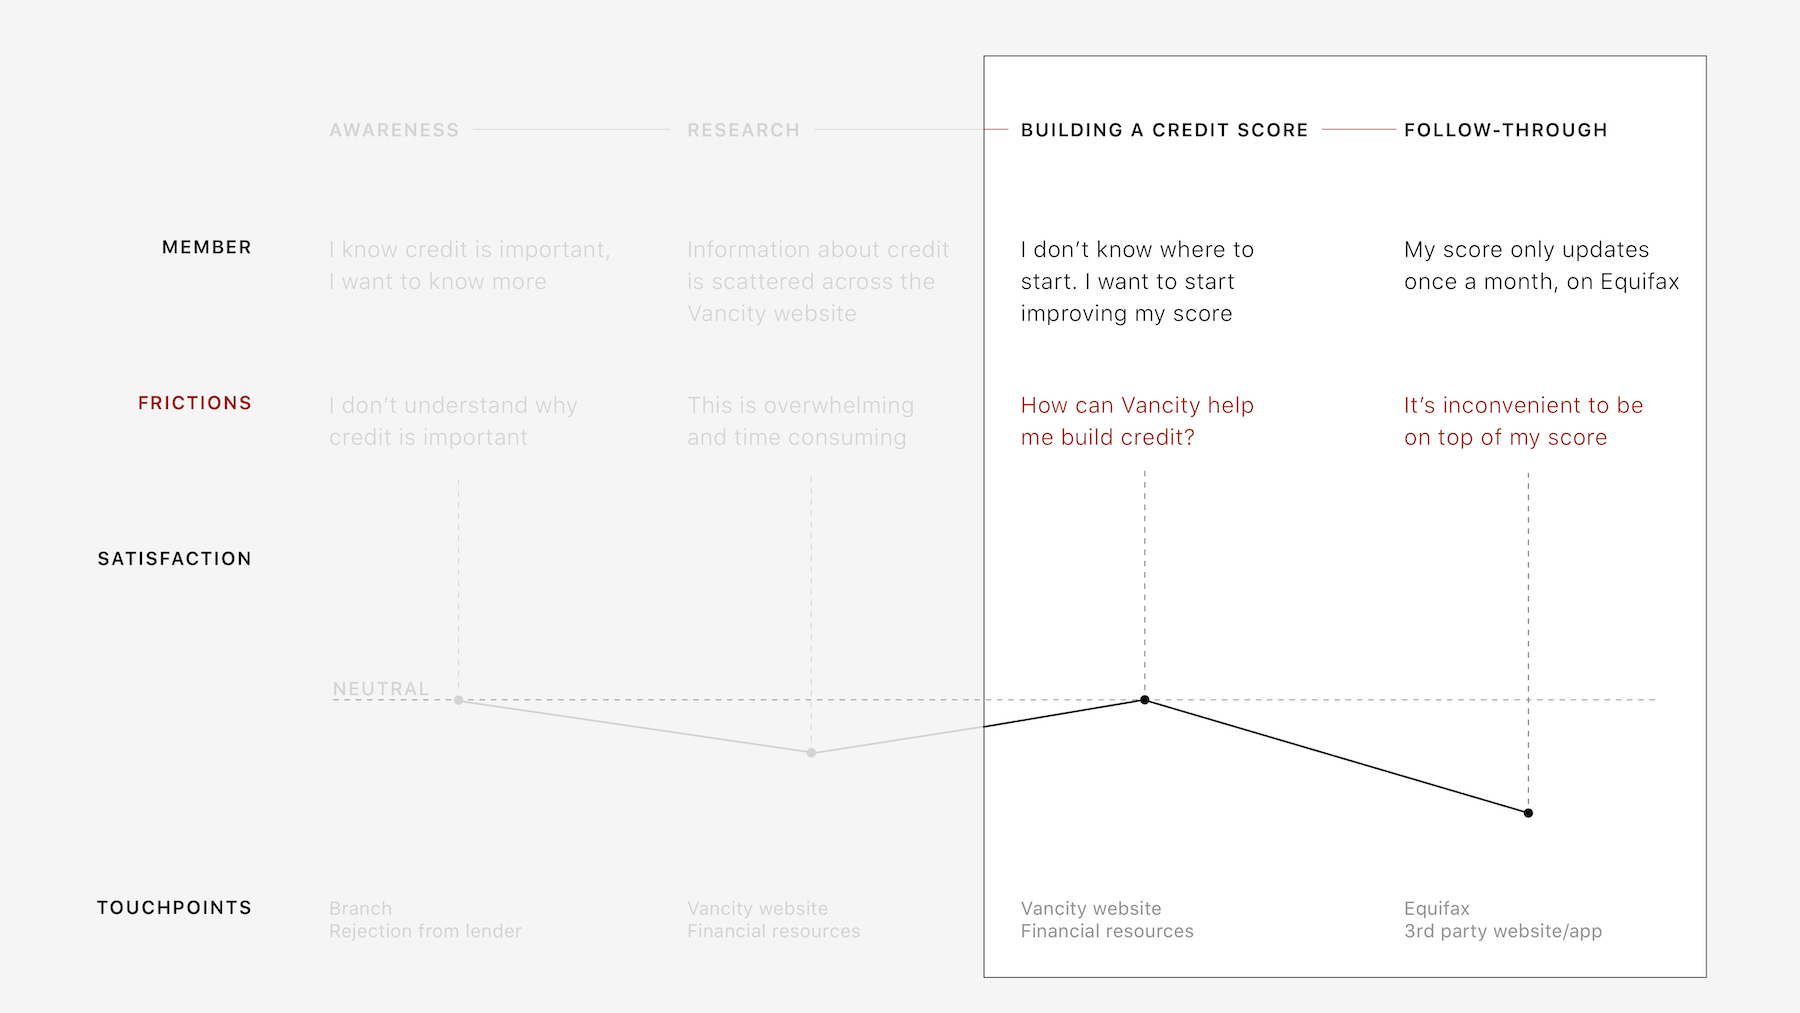 AWARENESS
RESEARCH
BUILDING A CREDIT SCORE
FOLLOW-THROUGH
MEMBER
I know credit is important,
I want to know more
Information about credit
is scattered across the
Vancity website
I don’t know where to
start. I want to start
improving my score
My score only updates
once a month, on Equifax
FRICTIONS
I don’t understand why
credit is important
This is overwhelming
and time consuming
How can Vancity help
me build credit?
It’s inconvenient to be
on top of my score
SATISFACTION
NEUTRAL
TOUCHPOINTS
Branch
Rejection from lender
Vancity website
Financial resources
Vancity website
Financial resources
Equifax
3rd party website/app